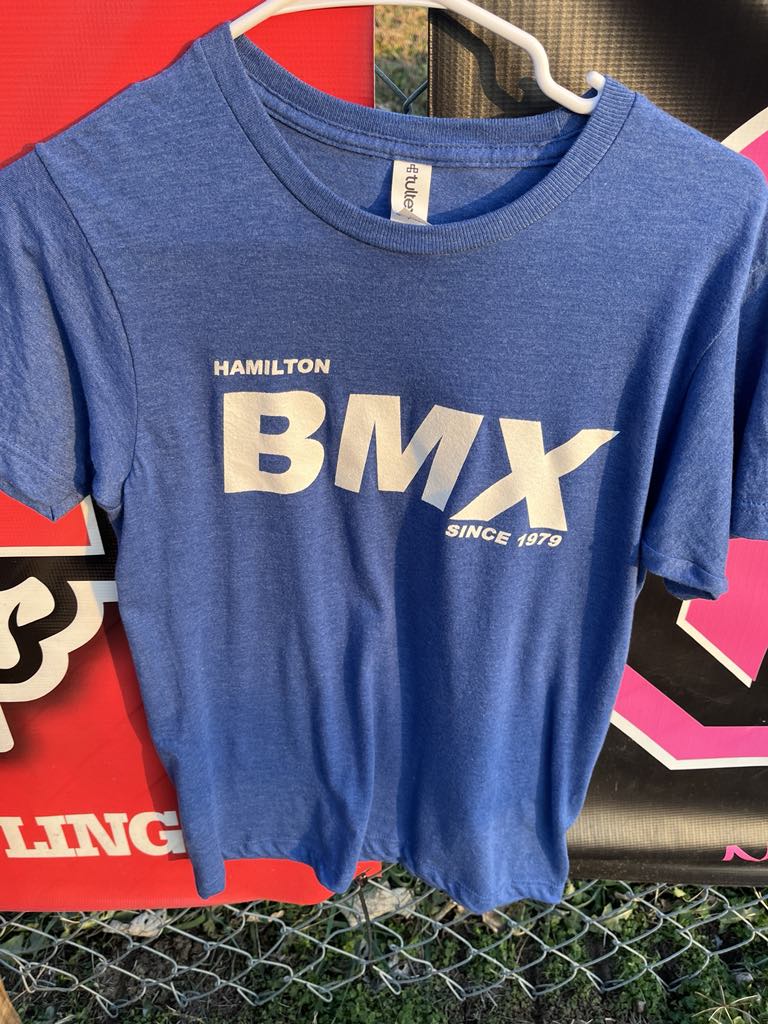 tultex
HAMILTON
BMX
SINCE 1979
LING